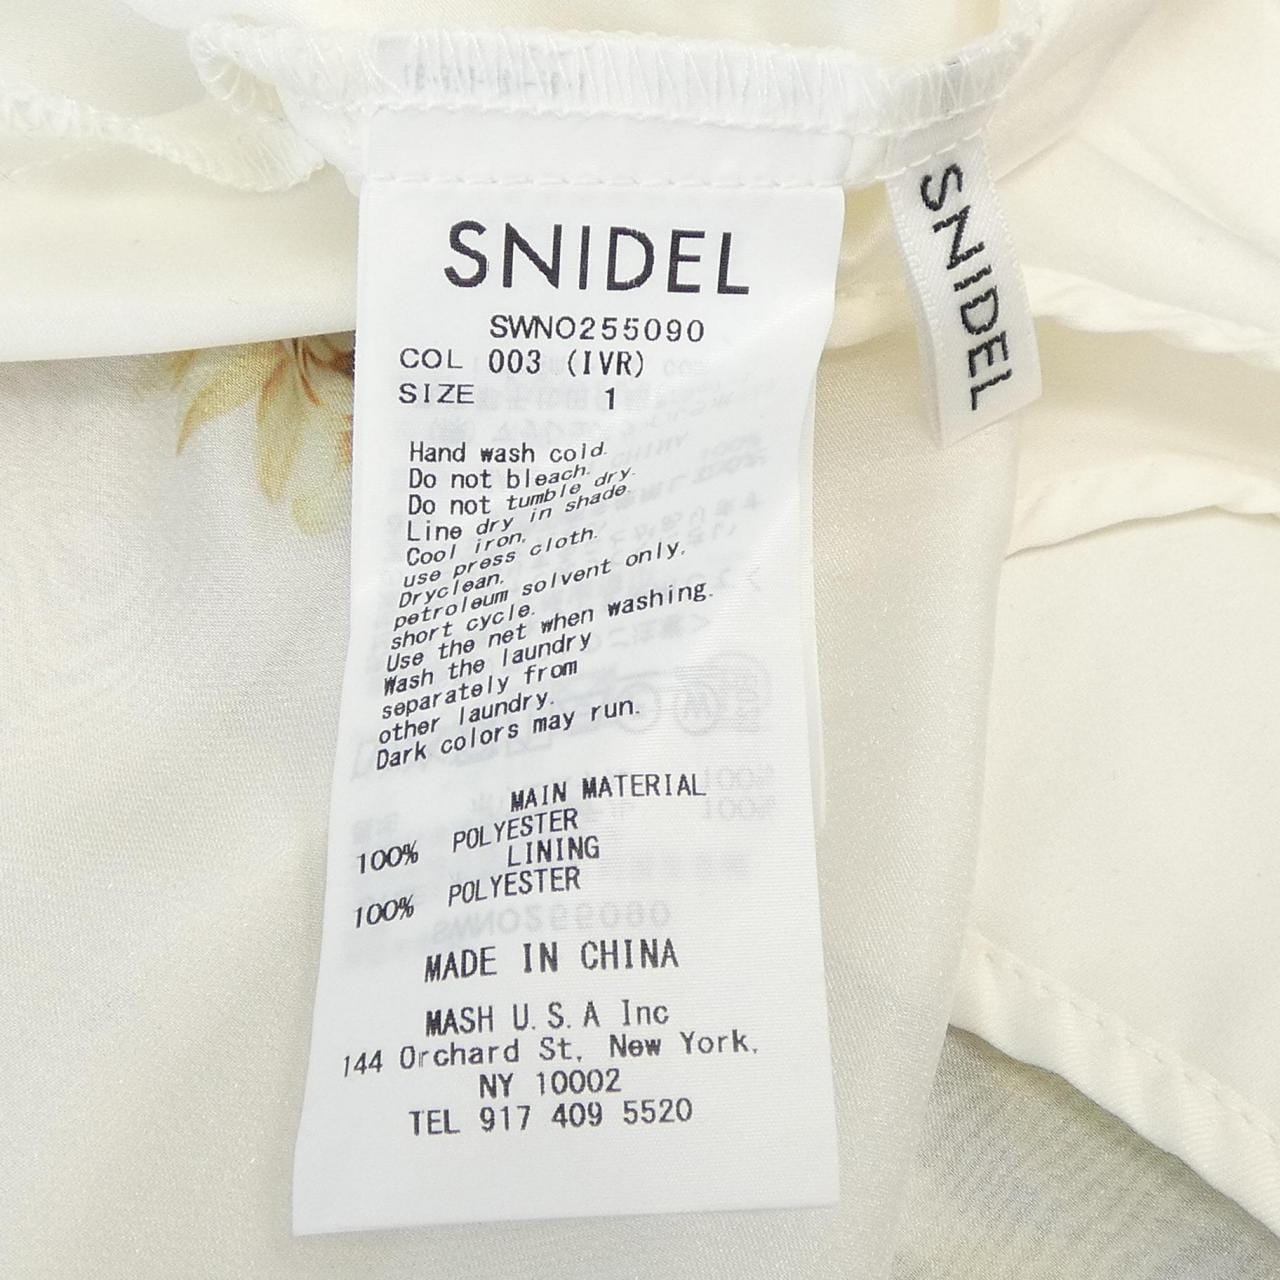 SNIDEL
SWNO255090
COL 003 (IVR)
SIZE 1
Hand wash cold.
Do not bleach.
Do not tumble dry.
Line dry in shade.
Cool iron,
use press cloth.
Dryclean,
petroleum solvent only,
short cycle.
Use the net when washing.
Wash the laundry
separately from
other laundry.
Dark colors may run.
MAIN MATERIAL
100% POLYESTER
LINING
100% POLYESTER
MADE IN CHINA
MASH U.S.A Inc
144 Orchard St, New York,
NY 10002
TEL 917 409 5520
SNIDEL